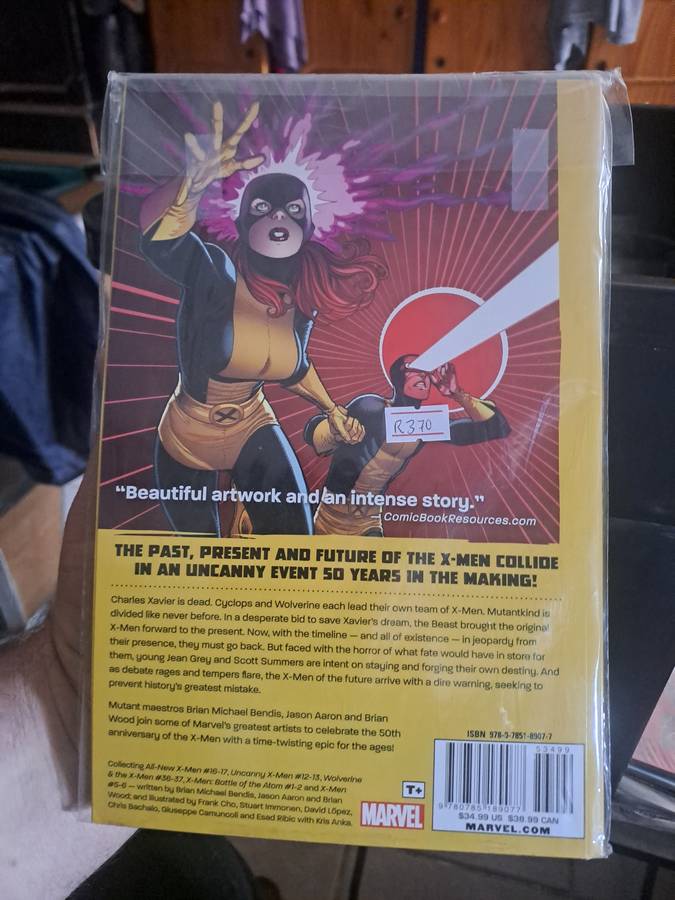 R370
“Beautiful artwork and an intense story.”
— ComicBookResources.com
THE PAST, PRESENT AND FUTURE OF THE X-MEN COLLIDE
IN AN UNCANNY EVENT 50 YEARS IN THE MAKING!
Charles Xavier is dead. Cyclops and Wolverine each lead their own team of X-Men. Mutantkind is
divided like never before. In a desperate bid to save Xavier's dream, the Beast brought the original
X-Men forward to the present. Now, with the timeline — and all of existence — in jeopardy from
their presence, they must go back. But faced with the horror of what fate would have in store for
them, young Jean Grey and Scott Summers are intent on staying and forging their own destiny. And
as debate rages and tempers flare, the X-Men of the future arrive with a dire warning, seeking to
prevent history's greatest mistake.
Mutant maestros Brian Michael Bendis, Jason Aaron and Brian
Wood join some of Marvel's greatest artists to celebrate the 50th
anniversary of the X-Men with a time-twisting epic for the ages!
Collecting All-New X-Men #16-17, Uncanny X-Men #12-13, Wolverine
& the X-Men #36-37, X-Men: Battle of the Atom #1-2 and X-Men
#5-6 — written by Brian Michael Bendis, Jason Aaron and Brian
Wood; and illustrated by Frank Cho, Stuart Immonen, David López,
Chris Bachalo, Giuseppe Camuncoli and Esad Ribic with Kris Anka.
T+
MARVEL
ISBN 978-0-7851-8907-7
53499
9 780785 189077
$34.99 US $38.99 CAN
MARVEL.COM